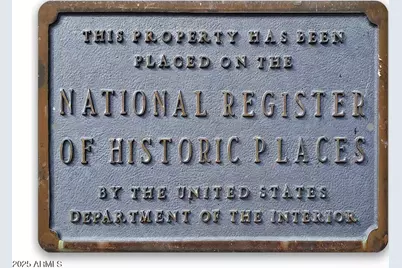 THIS PROPERTY HAS BEEN
PLACED ON THE
NATIONAL REGISTER
OF HISTORIC PLACES
BY THE UNITED STATES
DEPARTMENT OF THE INTERIOR
2025 ARMLS